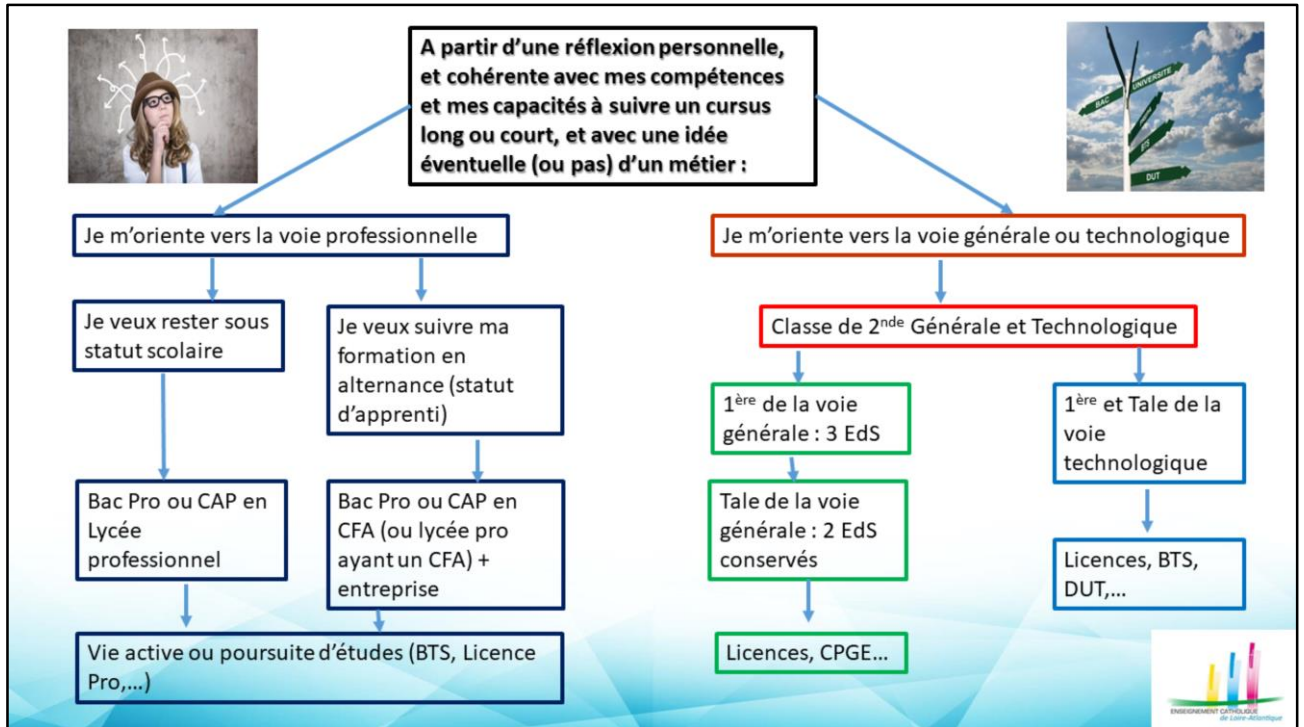 A partir d’une réflexion personnelle,
et cohérente avec mes compétences
et mes capacités à suivre un cursus
long ou court, et avec une idée
éventuelle (ou pas) d’un métier :
BAC
UNIVERSITÉ
BTS
DUT
Je m’oriente vers la voie professionnelle
Je m’oriente vers la voie générale ou technologique
Je veux rester sous
statut scolaire
Je veux suivre ma
formation en
alternance (statut
d’apprenti)
Classe de 2nde Générale et Technologique
1ère de la voie
générale : 3 EdS
1ère et Tale de la
voie
technologique
Bac Pro ou CAP en
Lycée
professionnel
Bac Pro ou CAP en
CFA (ou lycée pro
ayant un CFA) +
entreprise
Tale de la voie
générale : 2 EdS
conservés
Licences, BTS,
DUT,…
Vie active ou poursuite d’études (BTS, Licence
Pro,…)
Licences, CPGE…
ENSEIGNEMENT CATHOLIQUE
de Loire-Atlantique